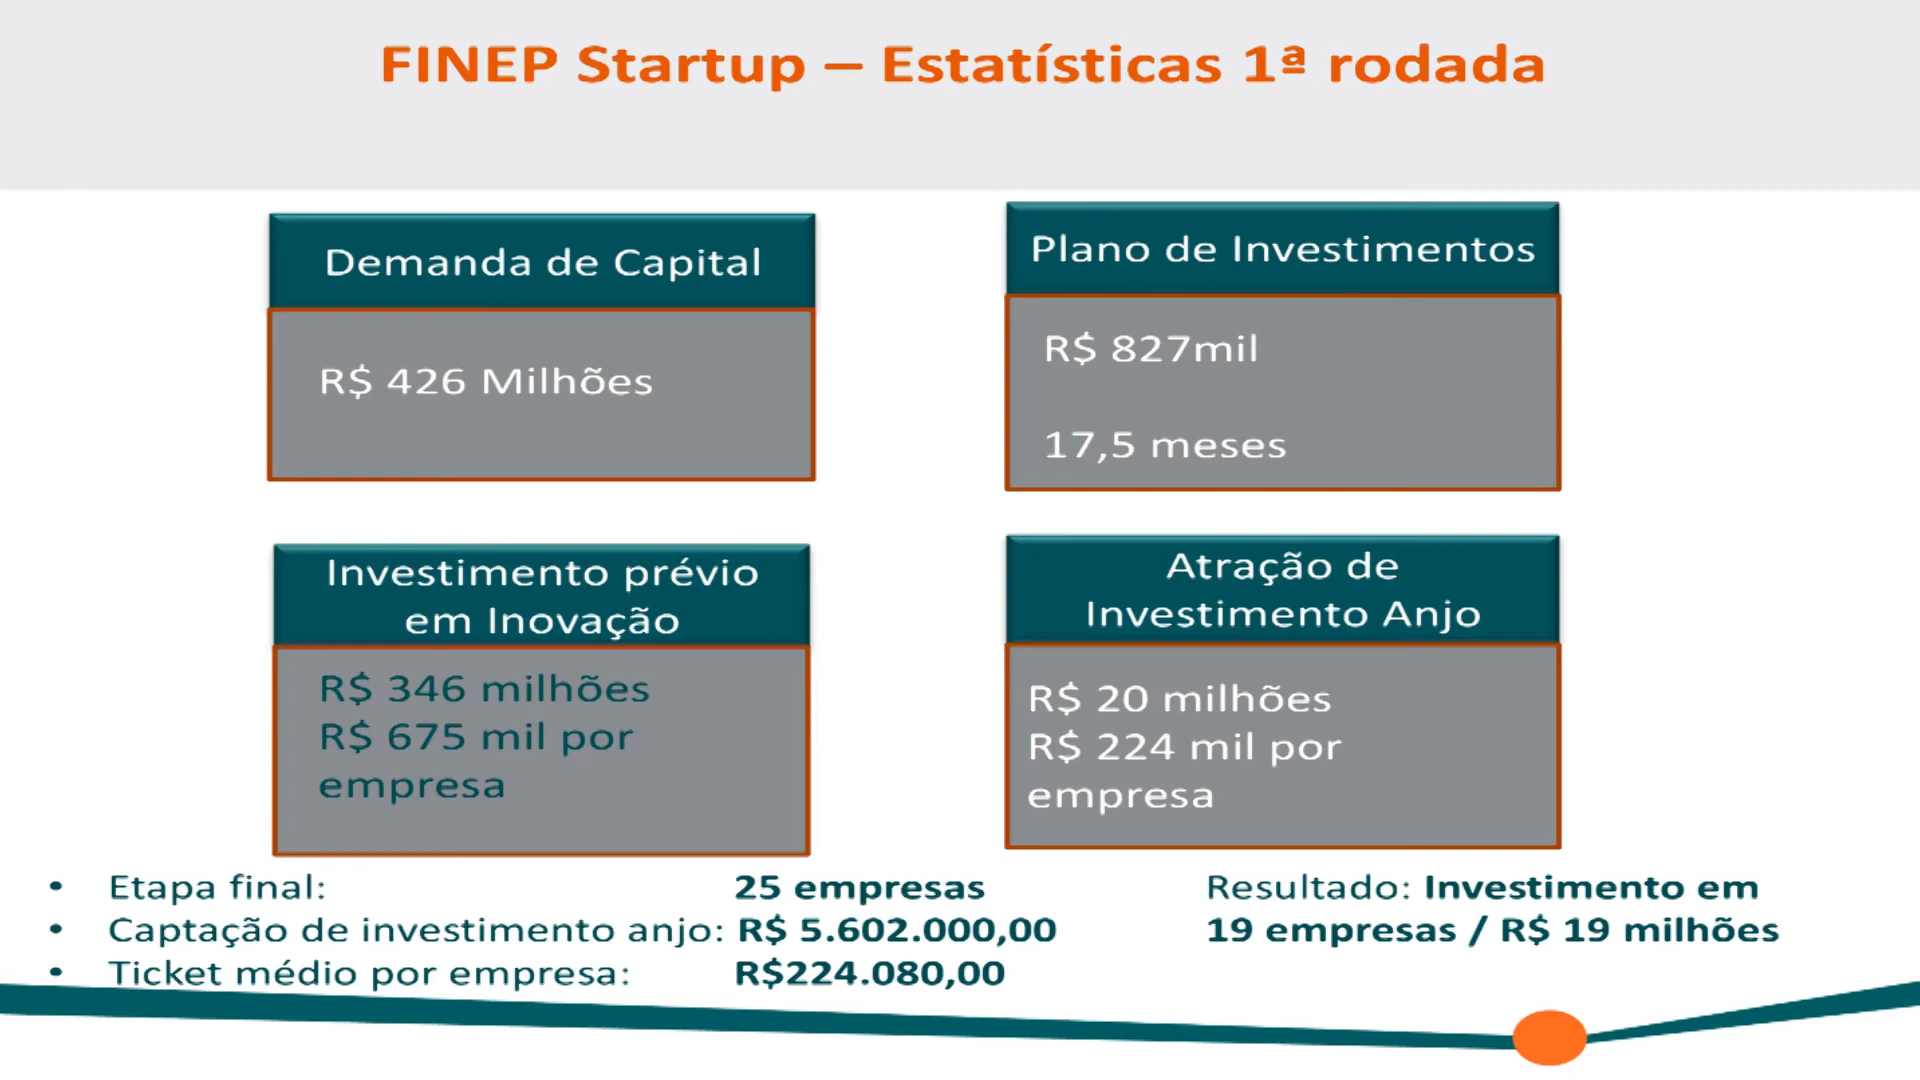 FINEP Startup – Estatísticas 1ª rodada
Demanda de Capital
R$ 426 Milhões
Plano de Investimentos
R$ 827mil
17,5 meses
Investimento prévio
em Inovação
R$ 346 milhões
R$ 675 mil por
empresa
Atração de
Investimento Anjo
R$ 20 milhões
R$ 224 mil por
empresa
• Etapa final: 25 empresas
• Captação de investimento anjo: R$ 5.602.000,00
• Ticket médio por empresa: R$224.080,00
Resultado: Investimento em
19 empresas / R$ 19 milhões